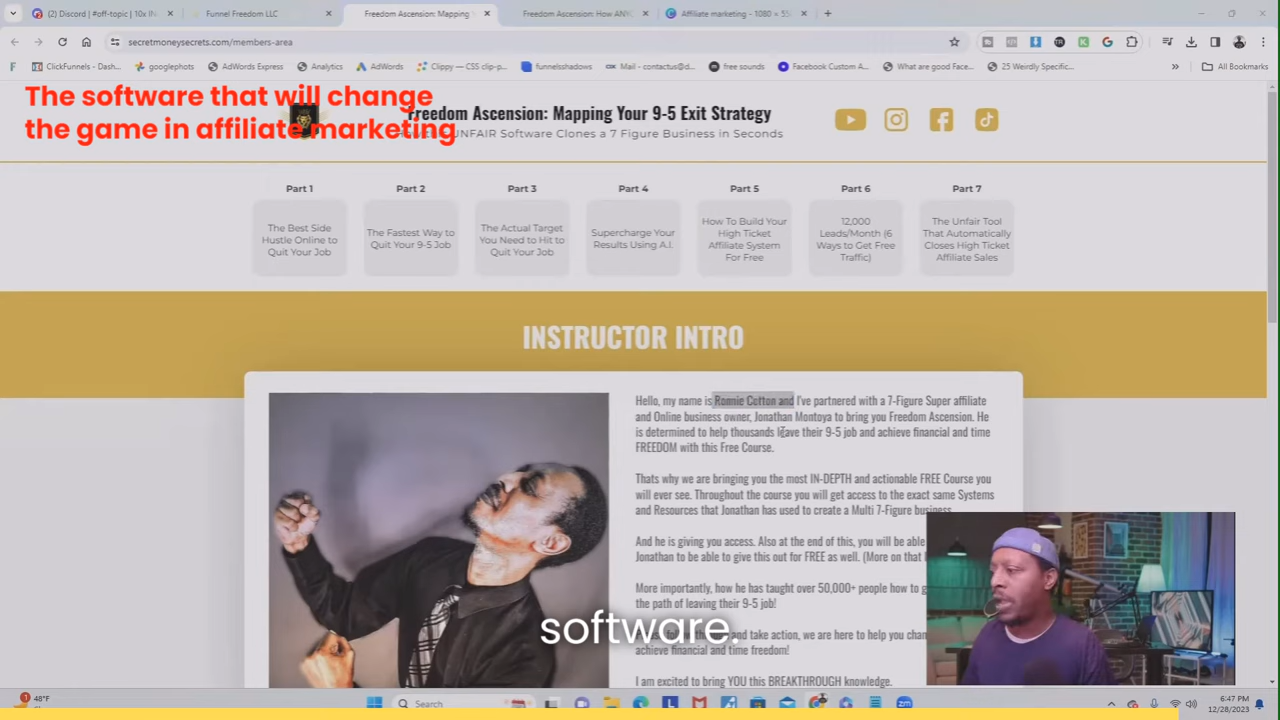 (2) Discord | #off-topic | 10x IN
Funnel Freedom LLC
Freedom Ascension: Mapping
Freedom Ascension: How ANYC
Affiliate marketing - 1080 × 55
secretmoneysecrets.com/members-area
ClickFunnels - Dash...
googlephots
AdWords Express
Analytics
AdWords
Clippy — CSS clip-p...
funnelsshadows
Mail - contactus@d...
free sounds
Facebook Custom A...
What are good Face...
25 Weirdly Specific...
All Bookmarks
The software that will change
the game in affiliate marketing
Freedom Ascension: Mapping Your 9-5 Exit Strategy
UNFAIR Software Clones a 7 Figure Business in Seconds
Part 1
Part 2
Part 3
Part 4
Part 5
Part 6
Part 7
The Best Side
Hustle Online to
Quit Your Job
The Fastest Way to
Quit Your 9-5 Job
The Actual Target
You Need to Hit to
Quit Your Job
Supercharge Your
Results Using A.I.
How To Build Your
High Ticket
Affiliate System
For Free
12,000
Leads/Month (6
Ways to Get Free
Traffic)
The Unfair Tool
That Automatically
Closes High Ticket
Affiliate Sales
INSTRUCTOR INTRO
Hello, my name is Ronnie Cotton and I've partnered with a 7-Figure Super affiliate
and Online business owner, Jonathan Montoya to bring you Freedom Ascension. He
is determined to help thousands leave their 9-5 job and achieve financial and time
FREEDOM with this Free Course.
Thats why we are bringing you the most IN-DEPTH and actionable FREE Course you
will ever see. Throughout the course you will get access to the exact same Systems
and Resources that Jonathan has used to create a Multi 7-Figure business.
And he is giving you access. Also at the end of this, you will be able
Jonathan to be able to give this out for FREE as well. (More on that
More importantly, how he has taught over 50,000+ people how to
the path of leaving their 9-5 job!
and take action, we are here to help you
achieve financial and time freedom!
I am excited to bring YOU this BREAKTHROUGH knowledge.
software.
48°F
Search
6:47 PM
12/28/2023